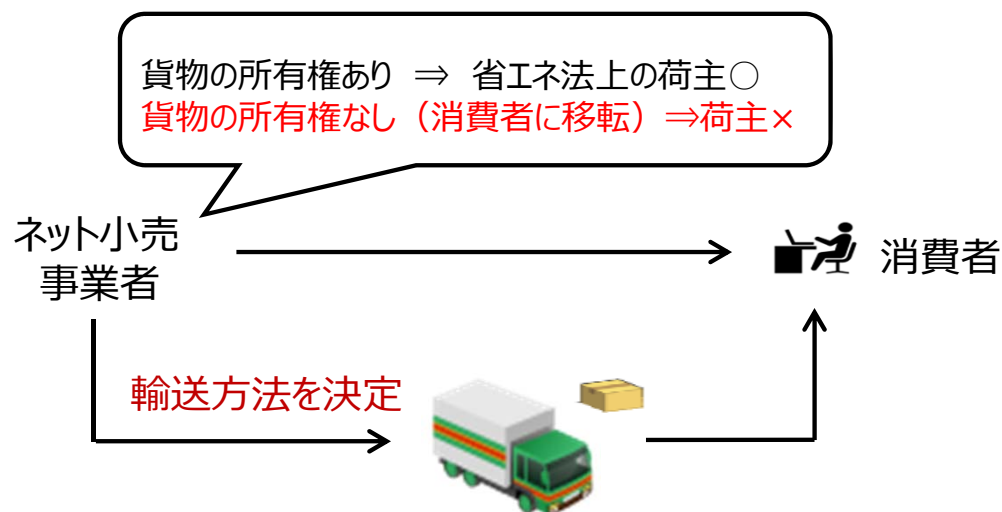 貨物の所有権あり ⇒ 省エネ法上の荷主○
貨物の所有権なし（消費者に移転）⇒荷主×
ネット小売
事業者
消費者
輸送方法を決定